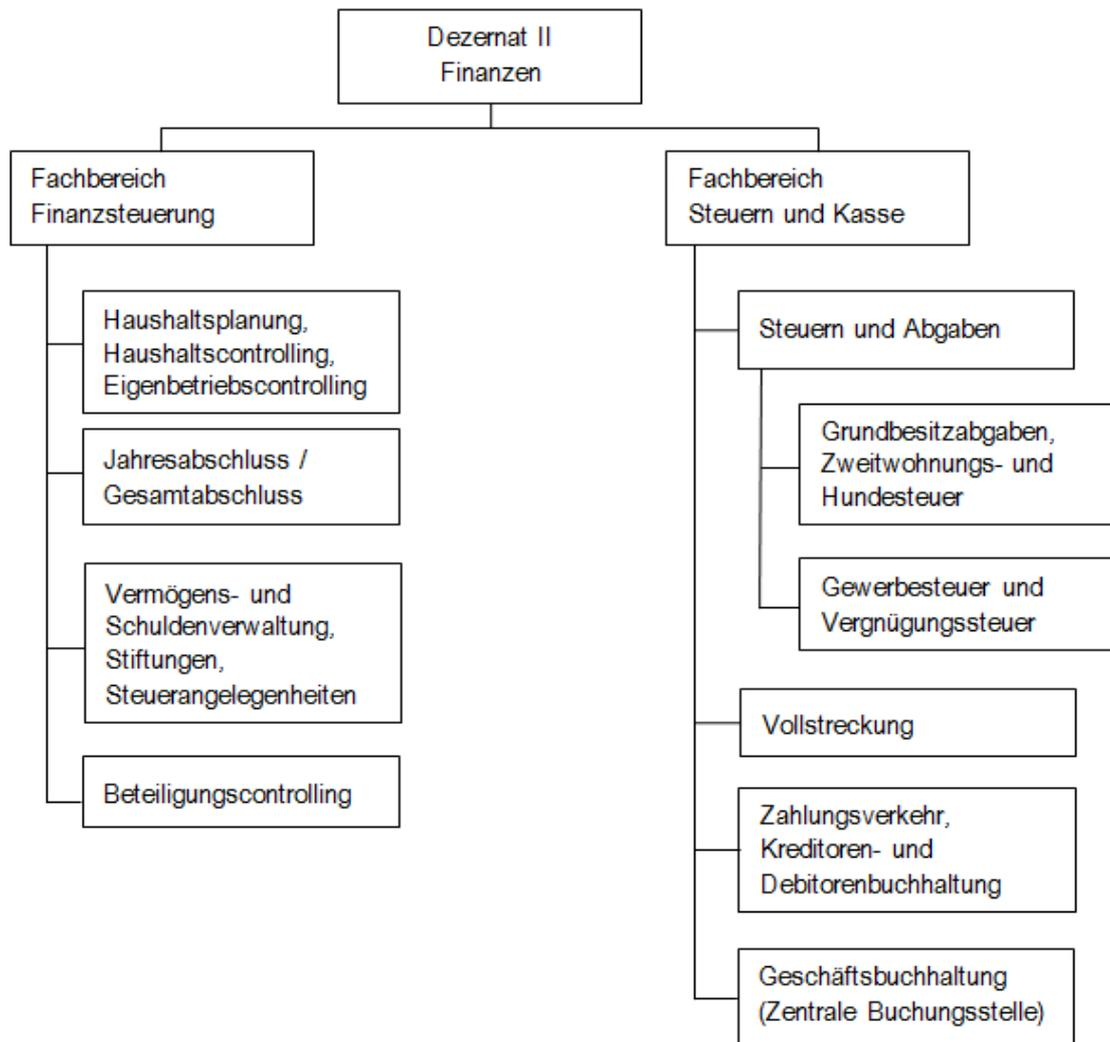 Dezernat II
Finanzen
Fachbereich
Finanzsteuerung
Haushaltsplanung,
Haushaltscontrolling,
Eigenbetriebscontrolling
Jahresabschluss /
Gesamtabschluss
Vermögens- und
Schuldenverwaltung,
Stiftungen,
Steuerangelegenheiten
Beteiligungscontrolling
Fachbereich
Steuern und Kasse
Steuern und Abgaben
Grundbesitzabgaben,
Zweitwohnungs- und
Hundesteuer
Gewerbesteuer und
Vergnügungssteuer
Vollstreckung
Zahlungsverkehr,
Kreditoren- und
Debitorenbuchhaltung
Geschäftsbuchhaltung
(Zentrale Buchungsstelle)